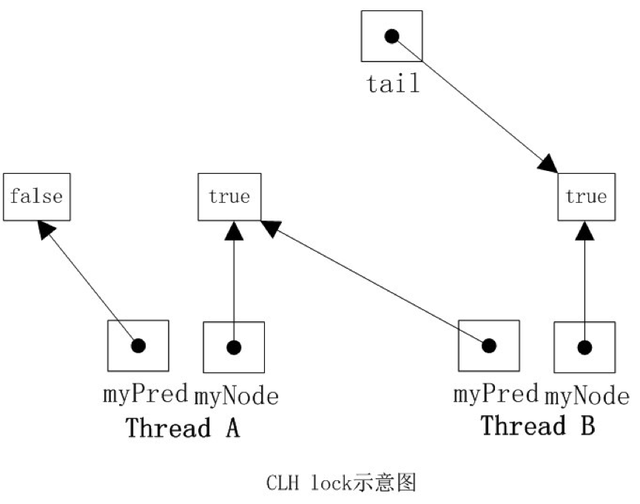 tail
false
true
true
myPred myNode
Thread A
myPred myNode
Thread B
CLH lock示意图